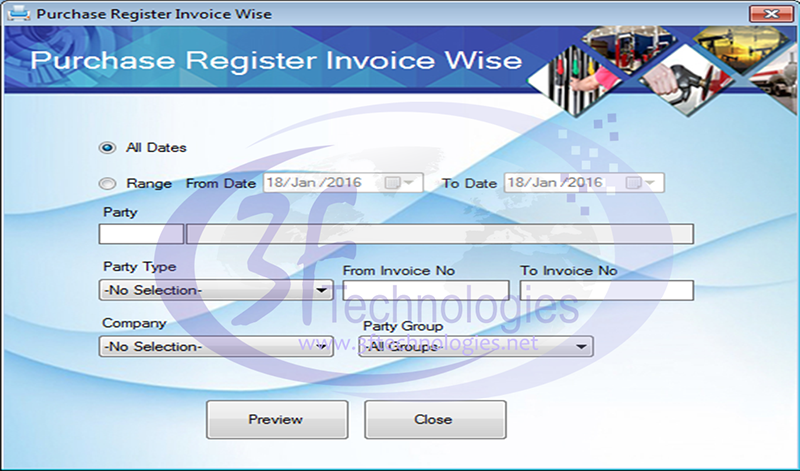 Purchase Register Invoice Wise
Purchase Register Invoice Wise
All Dates
Range From Date 18/Jan /2016 To Date 18/Jan /2016
Party
Party Type From Invoice No To Invoice No
-No Selection-
Company Party Group
-No Selection- -All Groups-
Preview Close
3f Technologies
www.3ftechnologies.net